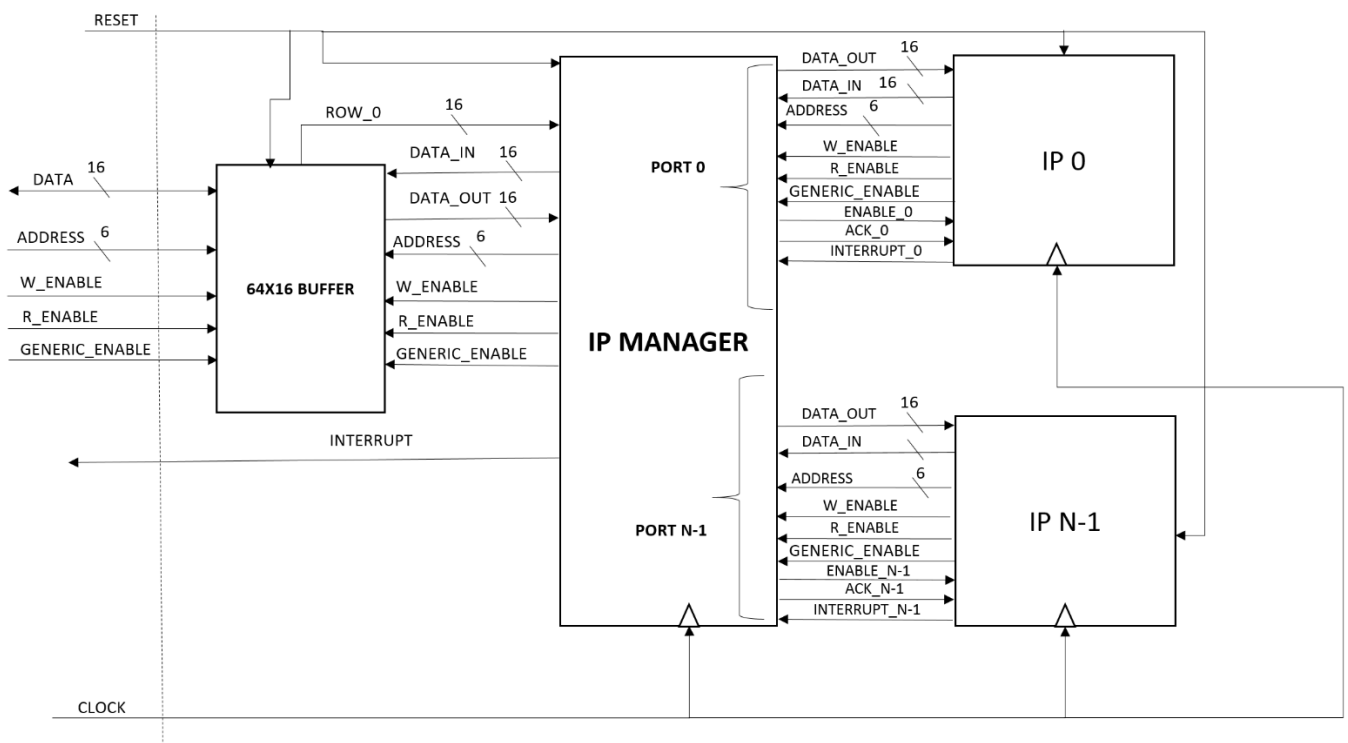 RESET
ROW_0
16
DATA_IN
16
DATA_OUT 16
ADDRESS
6
W_ENABLE
R_ENABLE
GENERIC_ENABLE
DATA
16
ADDRESS
6
W_ENABLE
R_ENABLE
GENERIC_ENABLE
64X16 BUFFER
INTERRUPT
IP MANAGER
PORT 0
DATA_OUT
16
DATA_IN
16
ADDRESS
6
W_ENABLE
R_ENABLE
GENERIC_ENABLE
ENABLE_0
ACK_0
INTERRUPT_0
IP 0
PORT N-1
DATA_OUT
16
DATA_IN
ADDRESS
6
W_ENABLE
R_ENABLE
GENERIC_ENABLE
ENABLE_N-1
ACK_N-1
INTERRUPT_N-1
IP N-1
CLOCK